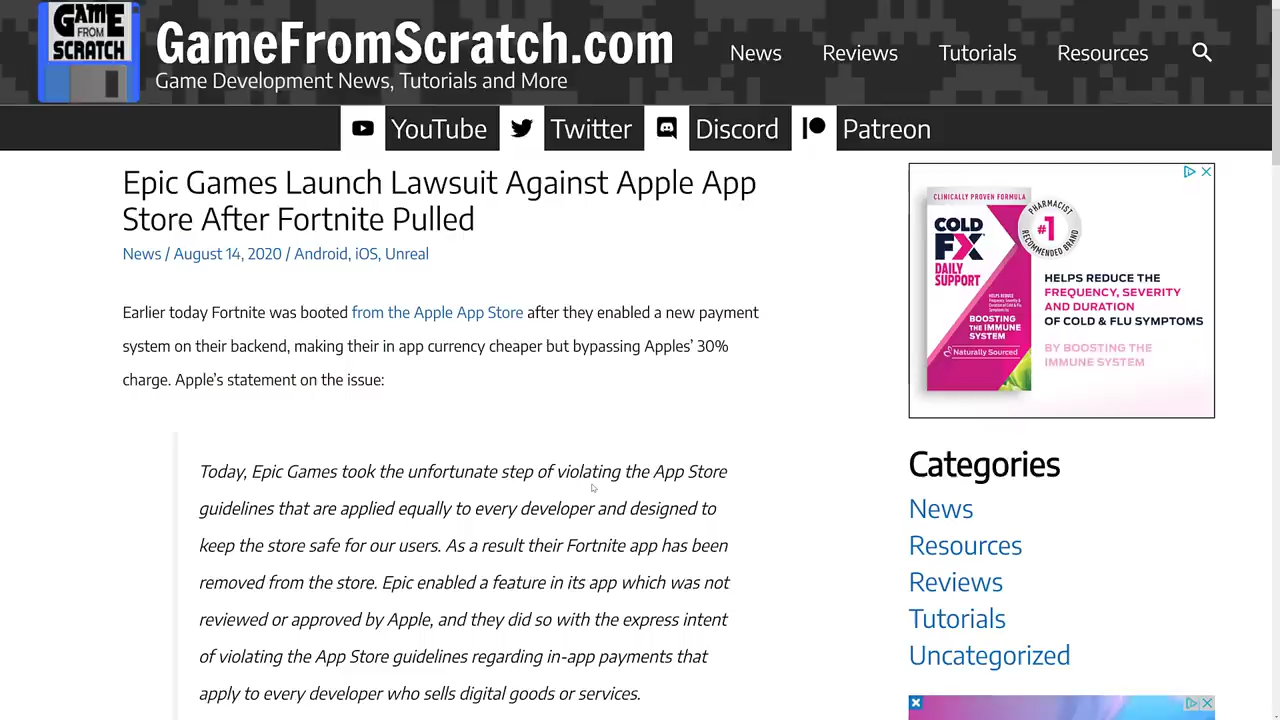 GAME
FROM
SCRATCH
GameFromScratch.com
Game Development News, Tutorials and More
News
Reviews
Tutorials
Resources
YouTube
Twitter
Discord
Patreon
Epic Games Launch Lawsuit Against Apple App
Store After Fortnite Pulled
News / August 14, 2020 / Android, iOS, Unreal
Earlier today Fortnite was booted from the Apple App Store after they enabled a new payment
system on their backend, making their in app currency cheaper but bypassing Apples’ 30%
charge. Apple’s statement on the issue:
Today, Epic Games took the unfortunate step of violating the App Store
guidelines that are applied equally to every developer and designed to
keep the store safe for our users. As a result their Fortnite app has been
removed from the store. Epic enabled a feature in its app which was not
reviewed or approved by Apple, and they did so with the express intent
of violating the App Store guidelines regarding in-app payments that
apply to every developer who sells digital goods or services.
CLINICALLY PROVEN FORMULA
COLD
FX
DAILY
SUPPORT
BOOSTING
THE IMMUNE
SYSTEM
Naturally Sourced
PHARMACIST
#1
RECOMMENDED BRAND
HELPS REDUCE THE
FREQUENCY, SEVERITY
AND DURATION
OF COLD & FLU SYMPTOMS
BY BOOSTING THE
IMMUNE SYSTEM
Categories
News
Resources
Reviews
Tutorials
Uncategorized